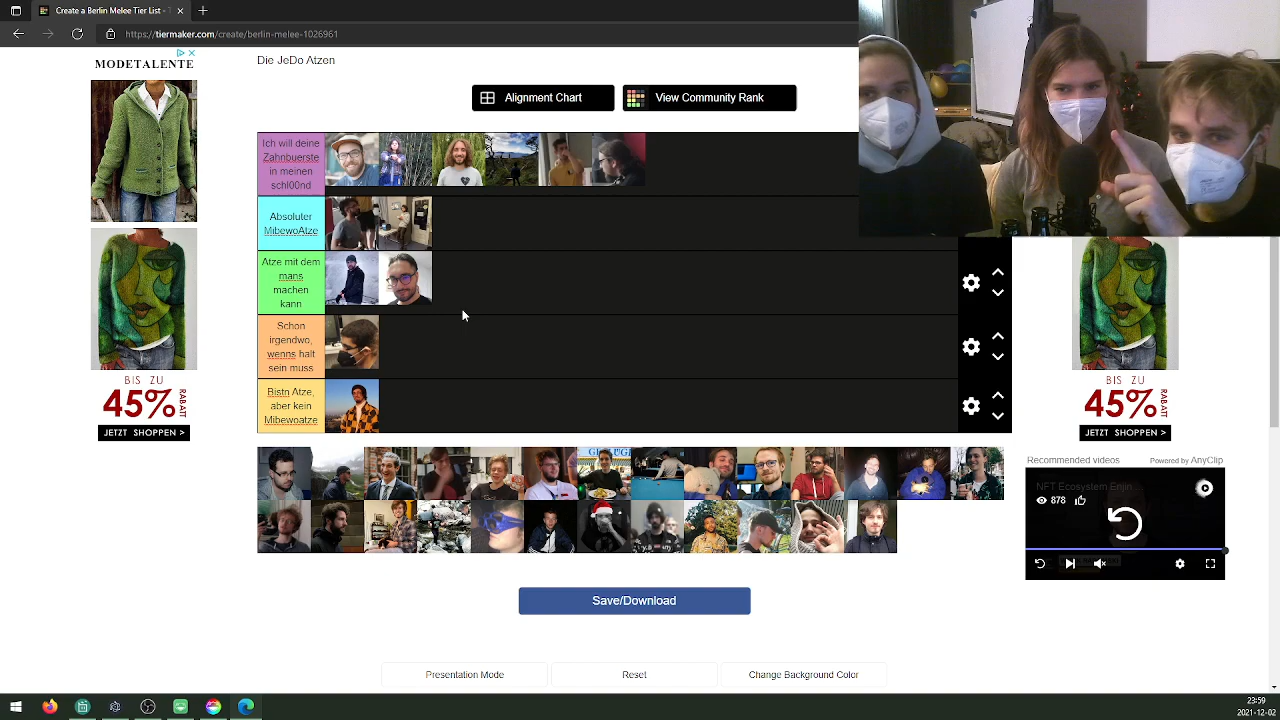 Create a Berlin Melee Tier List - T
https://tiermaker.com/create/berlin-melee-1026961
MODETALENTE
BIS ZU
45%
RABATT
JETZT SHOPPEN >
Die JeDo Atzen
Alignment Chart
View Community Rank
Ich will deine
Zahnbuerste
in meinen
schl00nd
Absoluter
MibewoAtze
Atze mit dem
mans
machen
kann
Schon
irgendwo,
wenns halt
sein muss
Bistn Atze,
aber kein
Mibewoatze
Save/Download
Presentation Mode
Reset
Change Background Color
BIS ZU
45%
RABATT
JETZT SHOPPEN >
Recommended videos
Powered by AnyClip
NFT Ecosystem Enjin ...
878
23:59
2021-12-02